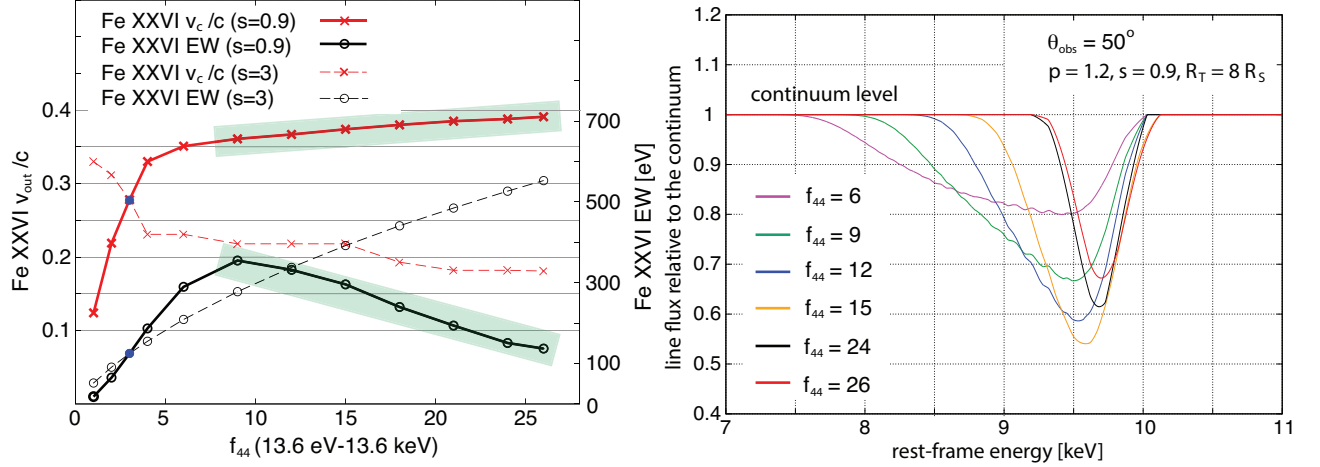 Fe XXVI v_c /c (s=0.9)
Fe XXVI EW (s=0.9)
Fe XXVI v_c /c (s=3)
Fe XXVI EW (s=3)
Fe XXVI v_out /c
0.4
0.3
0.2
0.1
700
600
500
400
300
200
100
0
Fe XXVI EW [eV]
0 5 10 15 20 25
f_44 (13.6 eV-13.6 keV)
line flux relative to the continuum
1.2
1.1
1
0.9
0.8
0.7
0.6
0.5
0.4
θ_obs = 50°
p = 1.2, s = 0.9, R_T = 8 R_S
continuum level
f_44 = 6
f_44 = 9
f_44 = 12
f_44 = 15
f_44 = 24
f_44 = 26
7 8 9 10 11
rest-frame energy [keV]